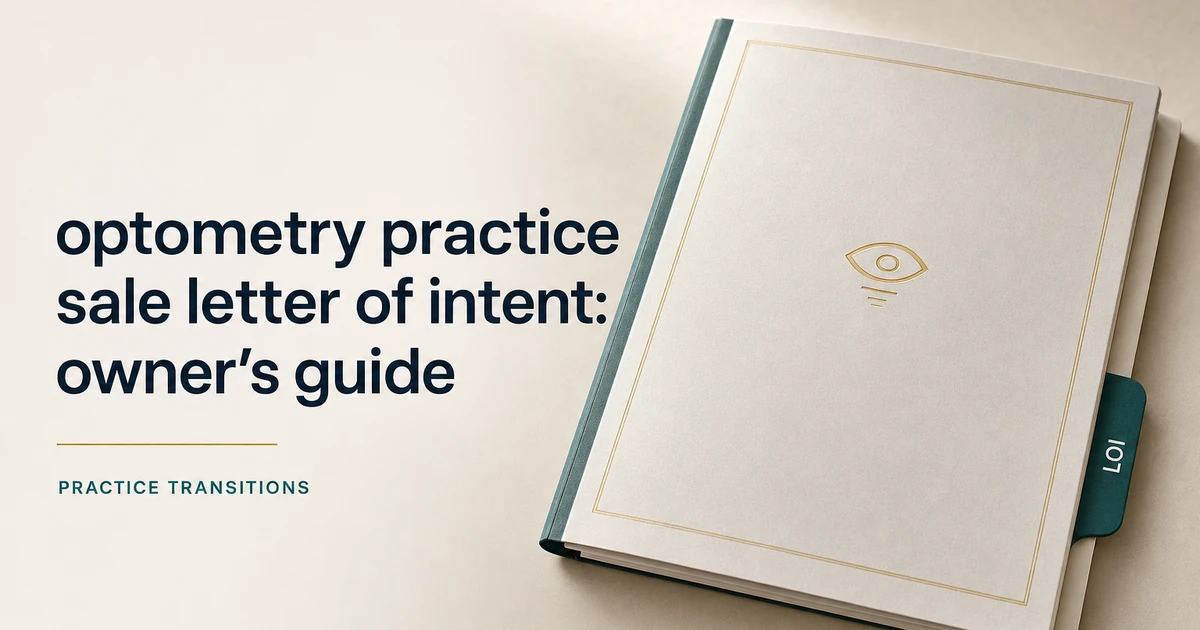 optometry practice
sale letter of intent:
owner’s guide
PRACTICE TRANSITIONS
LOI